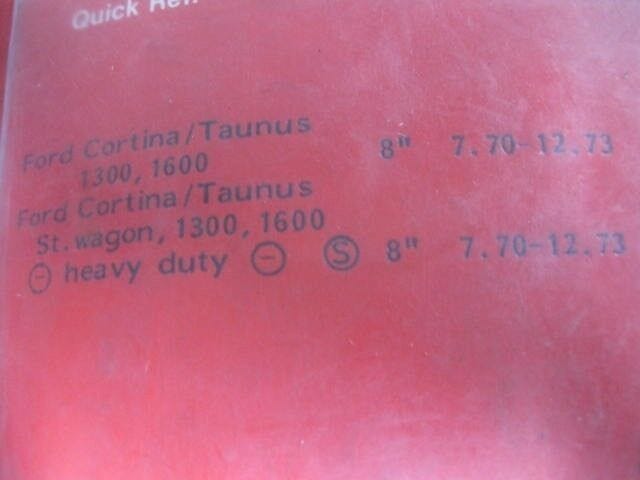 Quick Ref.
Ford Cortina/Taunus
1300, 1600 8" 7.70-12.73
Ford Cortina/Taunus
St. wagon, 1300, 1600
⊖ heavy duty ⊖ Ⓢ 8" 7.70-12.73